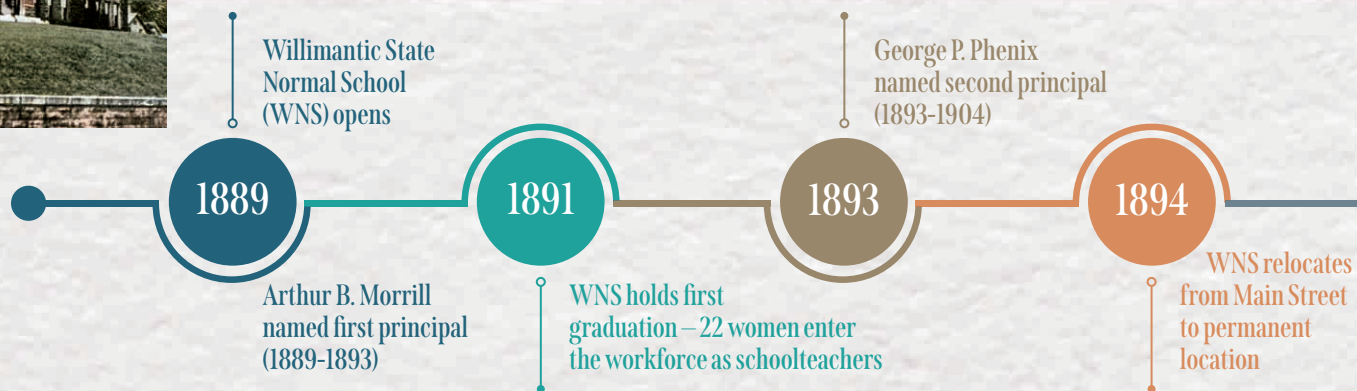 1889
Willimantic State
Normal School
(WNS) opens
Arthur B. Morrill
named first principal
(1889-1893)
1891
WNS holds first
graduation – 22 women enter
the workforce as schoolteachers
1893
George P. Phenix
named second principal
(1893-1904)
1894
WNS relocates
from Main Street
to permanent
location